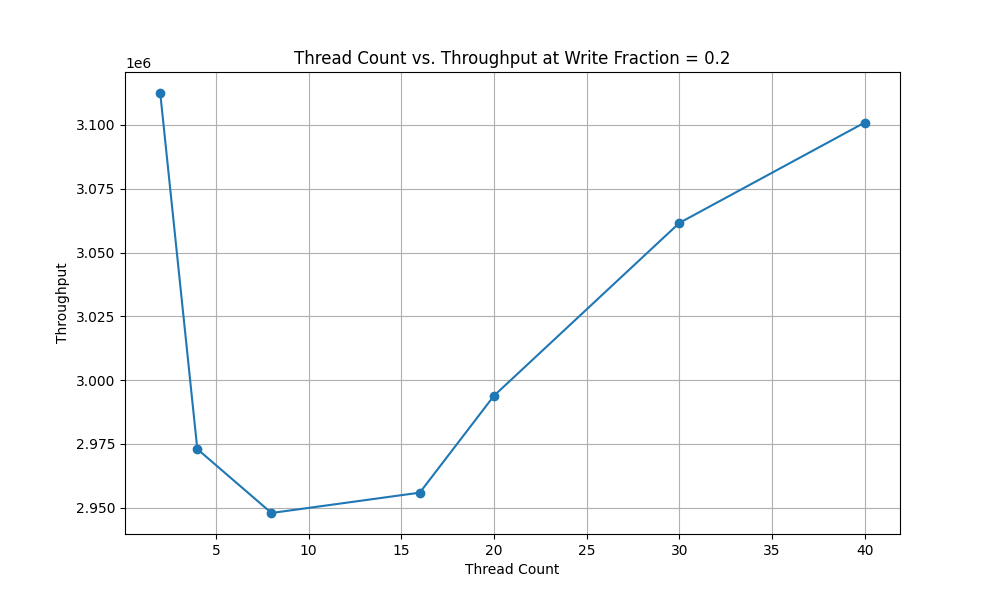 Thread Count vs. Throughput at Write Fraction = 0.2
1e6
3.100
3.075
3.050
3.025
3.000
2.975
2.950
Throughput
5 10 15 20 25 30 35 40
Thread Count